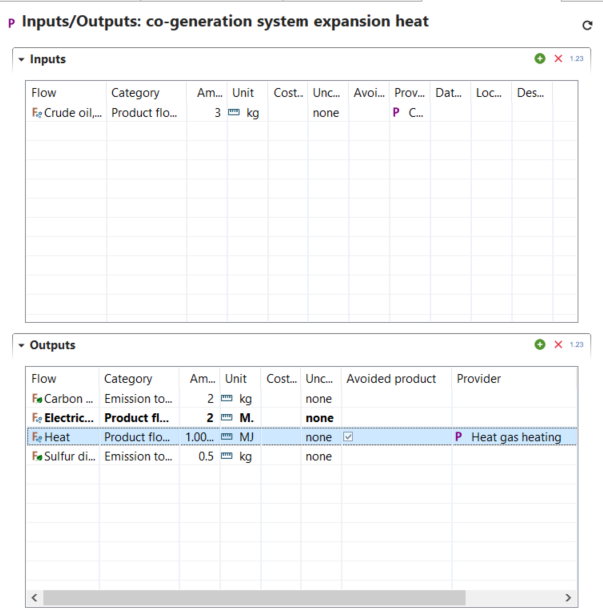 P Inputs/Outputs: co-generation system expansion heat
Inputs
1.23
Flow Category Am... Unit Cost.. Unc... Avoi... Prov... Dat... Loc... Des...
Crude oil,... Product flo... 3 kg none P C...
Outputs
1.23
Flow Category Am... Unit Cost... Unc... Avoided product Provider
Carbon ... Emission to... 2 kg none
Electric... Product fl... 2 M. none
Heat Product flo... 1.00... MJ none P Heat gas heating
Sulfur di... Emission to... 0.5 kg none